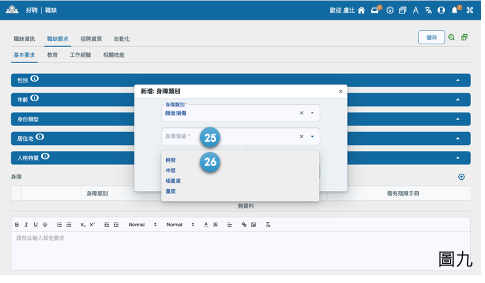 好聘 | 職缺
歡迎 盧比
職缺資訊 職缺要求 招聘資源 自動化
儲存
基本要求 教育 工作經驗 相關技能
性別
年齡
身份類型
居住地
人格特質
新增: 身障類別 ×
身障類別*
顏面損傷 ×
身障等級* ×
25
26
輕度
中度
極重度
重度
身障
身障類別 需有殘障手冊
無資料
B I U Normal Normal
請在此輸入其他要求
圖九